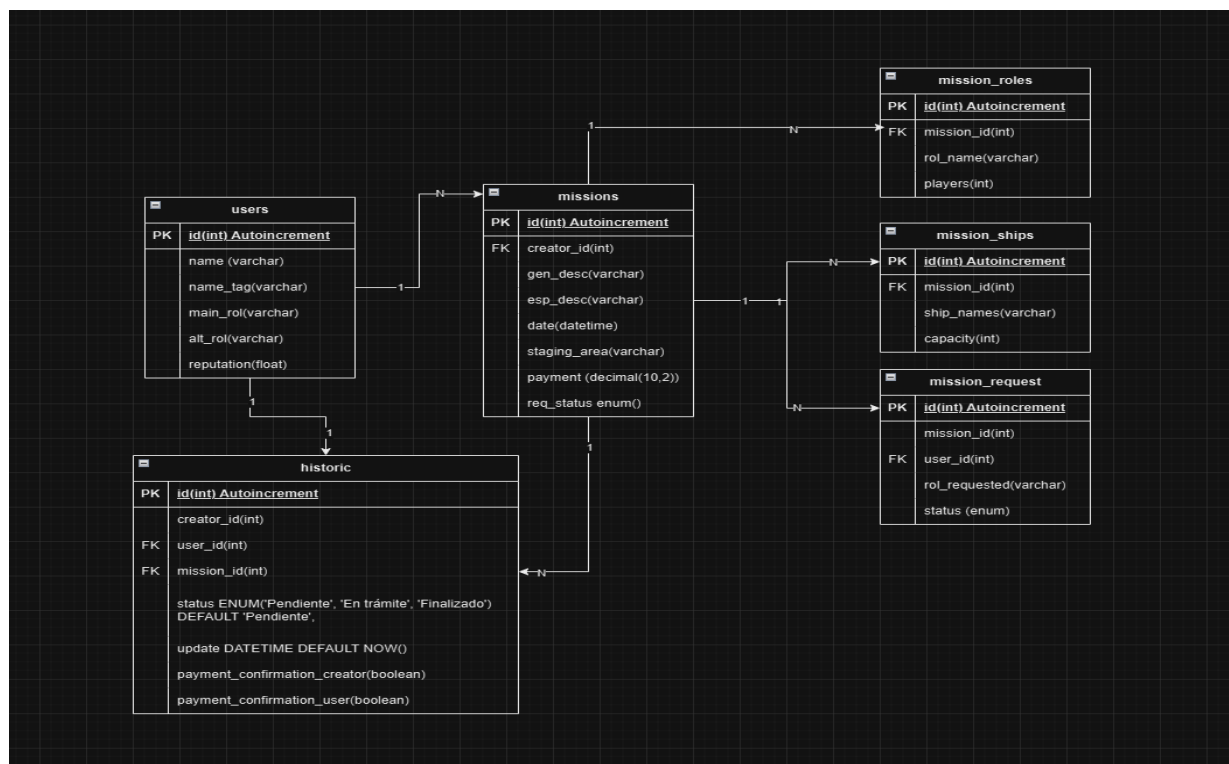 users
PK id(int) Autoincrement
name (varchar)
name_tag(varchar)
main_rol(varchar)
alt_rol(varchar)
reputation(float)
1
N
1
1
missions
PK id(int) Autoincrement
FK creator_id(int)
gen_desc(varchar)
esp_desc(varchar)
date(datetime)
staging_area(varchar)
payment (decimal(10,2))
req_status enum()
1
N
1
1
N
N
1
N
mission_roles
PK id(int) Autoincrement
FK mission_id(int)
rol_name(varchar)
players(int)
mission_ships
PK id(int) Autoincrement
FK mission_id(int)
ship_names(varchar)
capacity(int)
mission_request
PK id(int) Autoincrement
mission_id(int)
FK user_id(int)
rol_requested(varchar)
status (enum)
historic
PK id(int) Autoincrement
creator_id(int)
FK user_id(int)
FK mission_id(int)
status ENUM('Pendiente', 'En trámite', 'Finalizado')
DEFAULT 'Pendiente',
update DATETIME DEFAULT NOW()
payment_confirmation_creator(boolean)
payment_confirmation_user(boolean)